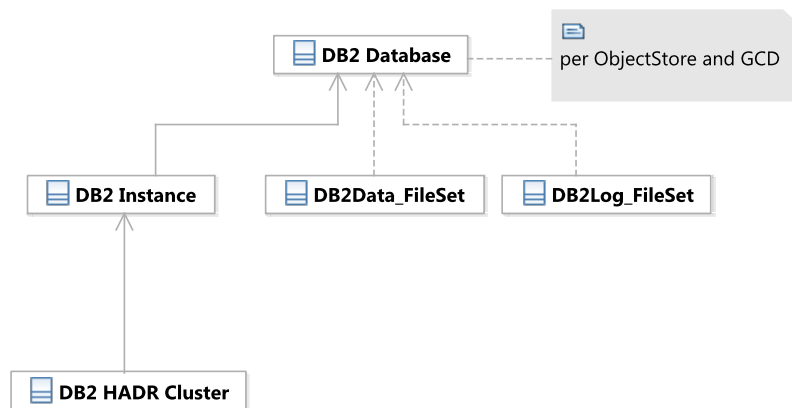 DB2 Database
per ObjectStore and GCD
DB2 Instance
DB2Data_FileSet
DB2Log_FileSet
DB2 HADR Cluster